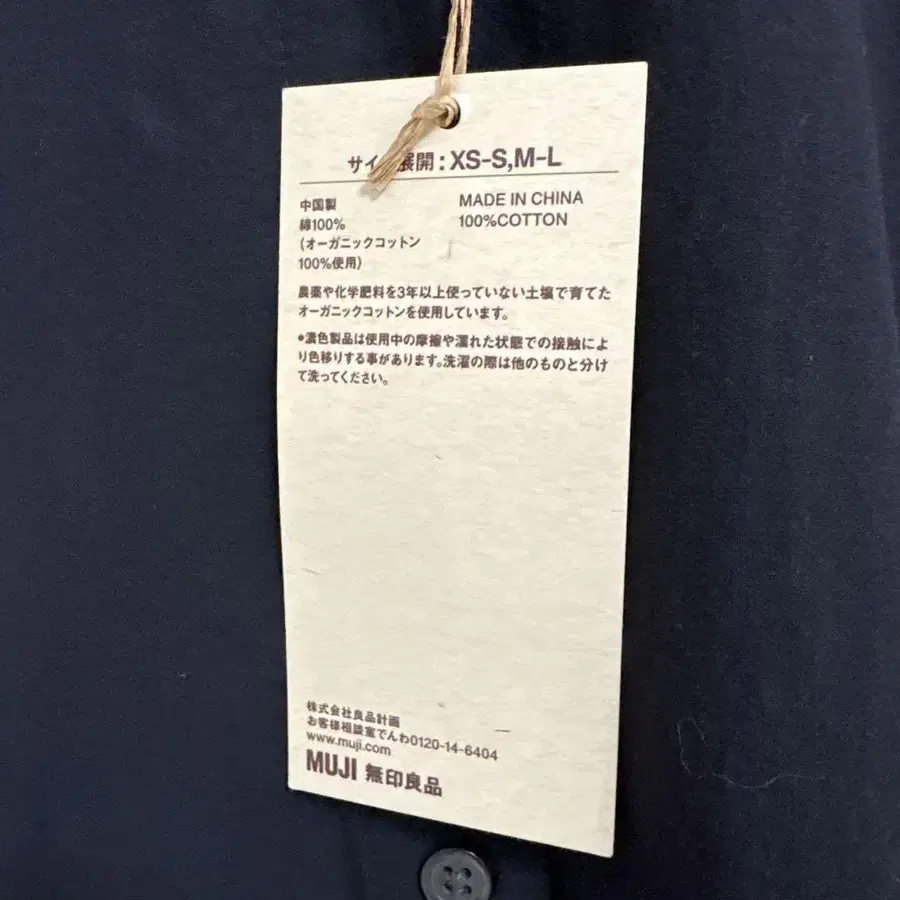 サイ 展開:XS-S,M-L
中国製
綿100%
(オーガニックコットン
100%使用)
MADE IN CHINA
100%COTTON
農薬や化学肥料を3年以上使っていない土壌で育てた
オーガニックコットンを使用しています。
●濃色製品は使用中の摩擦や濡れた状態での接触によ
り色移りする事があります。洗濯の際は他のものと分け
て洗ってください。
株式会社良品計画
お客様相談室でんわ0120-14-6404
www.muji.com
MUJI 無印良品